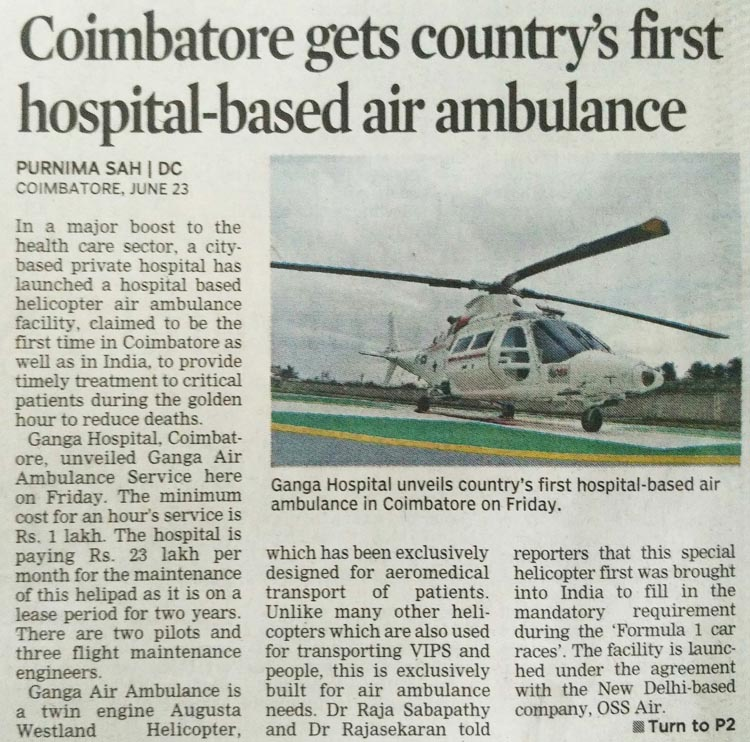 Coimbatore gets country's first
hospital-based air ambulance
PURNIMA SAH | DC
COIMBATORE, JUNE 23
In a major boost to the
health care sector, a city-
based private hospital has
launched a hospital based
helicopter air ambulance
facility, claimed to be the
first time in Coimbatore as
well as in India, to provide
timely treatment to critical
patients during the golden
hour to reduce deaths.
Ganga Hospital, Coimbat-
ore, unveiled Ganga Air
Ambulance Service here
on Friday. The minimum
cost for an hour's service is
Rs. 1 lakh. The hospital is
paying Rs. 23 lakh per
month for the maintenance
of this helipad as it is on a
lease period for two years.
There are two pilots and
three flight maintenance
engineers.
Ganga Air Ambulance is
a twin engine Augusta
Westland Helicopter,
Ganga Hospital unveils country's first hospital-based air
ambulance in Coimbatore on Friday.
which has been exclusively
designed for aeromedical
transport of patients.
Unlike many other heli-
copters which are also used
for transporting VIPS and
people, this is exclusively
built for air ambulance
needs. Dr Raja Sabapathy
and Dr Rajasekaran told
reporters that this special
helicopter first was brought
into India to fill in the
mandatory requirement
during the 'Formula 1 car
races'. The facility is launc-
hed under the agreement
with the New Delhi-based
company, OSS Air.
Turn to P2